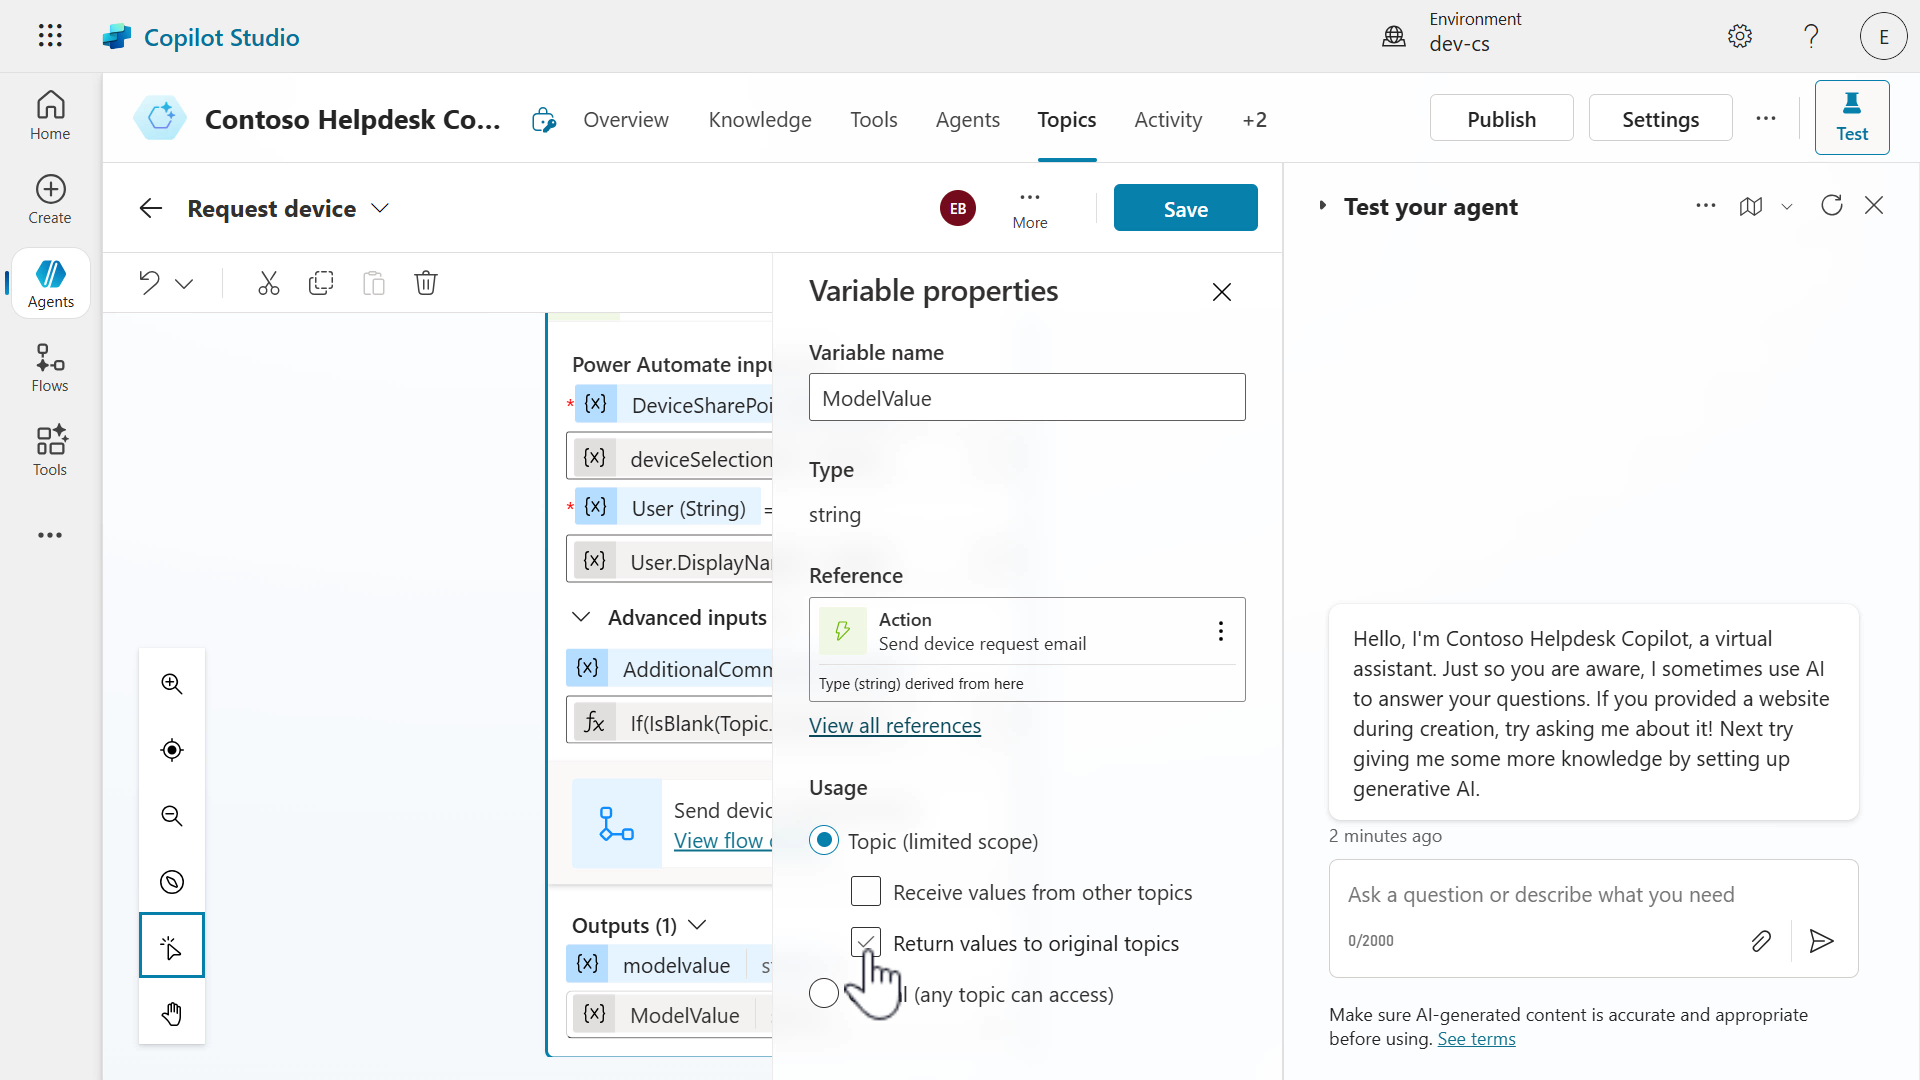 Copilot Studio
Environment
dev-cs
E
Home
Create
Agents
Flows
Tools
Contoso Helpdesk Co...
Overview
Knowledge
Tools
Agents
Topics
Activity
+2
Publish
Settings
Test
Request device
EB
More
Save
Power Automate inpu
* {x} DeviceSharePoi
{x} deviceSelection
* {x} User (String) =
{x} User.DisplayNa
Advanced inputs
{x} AdditionalComm
fx If(IsBlank(Topic.
Send devic
View flow
Outputs (1)
{x} modelvalue s
{x} ModelValue
Variable properties
Variable name
ModelValue
Type
string
Reference
Action
Send device request email
Type (string) derived from here
View all references
Usage
Topic (limited scope)
Receive values from other topics
Return values to original topics
(any topic can access)
Test your agent
Hello, I'm Contoso Helpdesk Copilot, a virtual
assistant. Just so you are aware, I sometimes use AI
to answer your questions. If you provided a website
during creation, try asking me about it! Next try
giving me some more knowledge by setting up
generative AI.
2 minutes ago
Ask a question or describe what you need
0/2000
Make sure AI-generated content is accurate and appropriate
before using. See terms